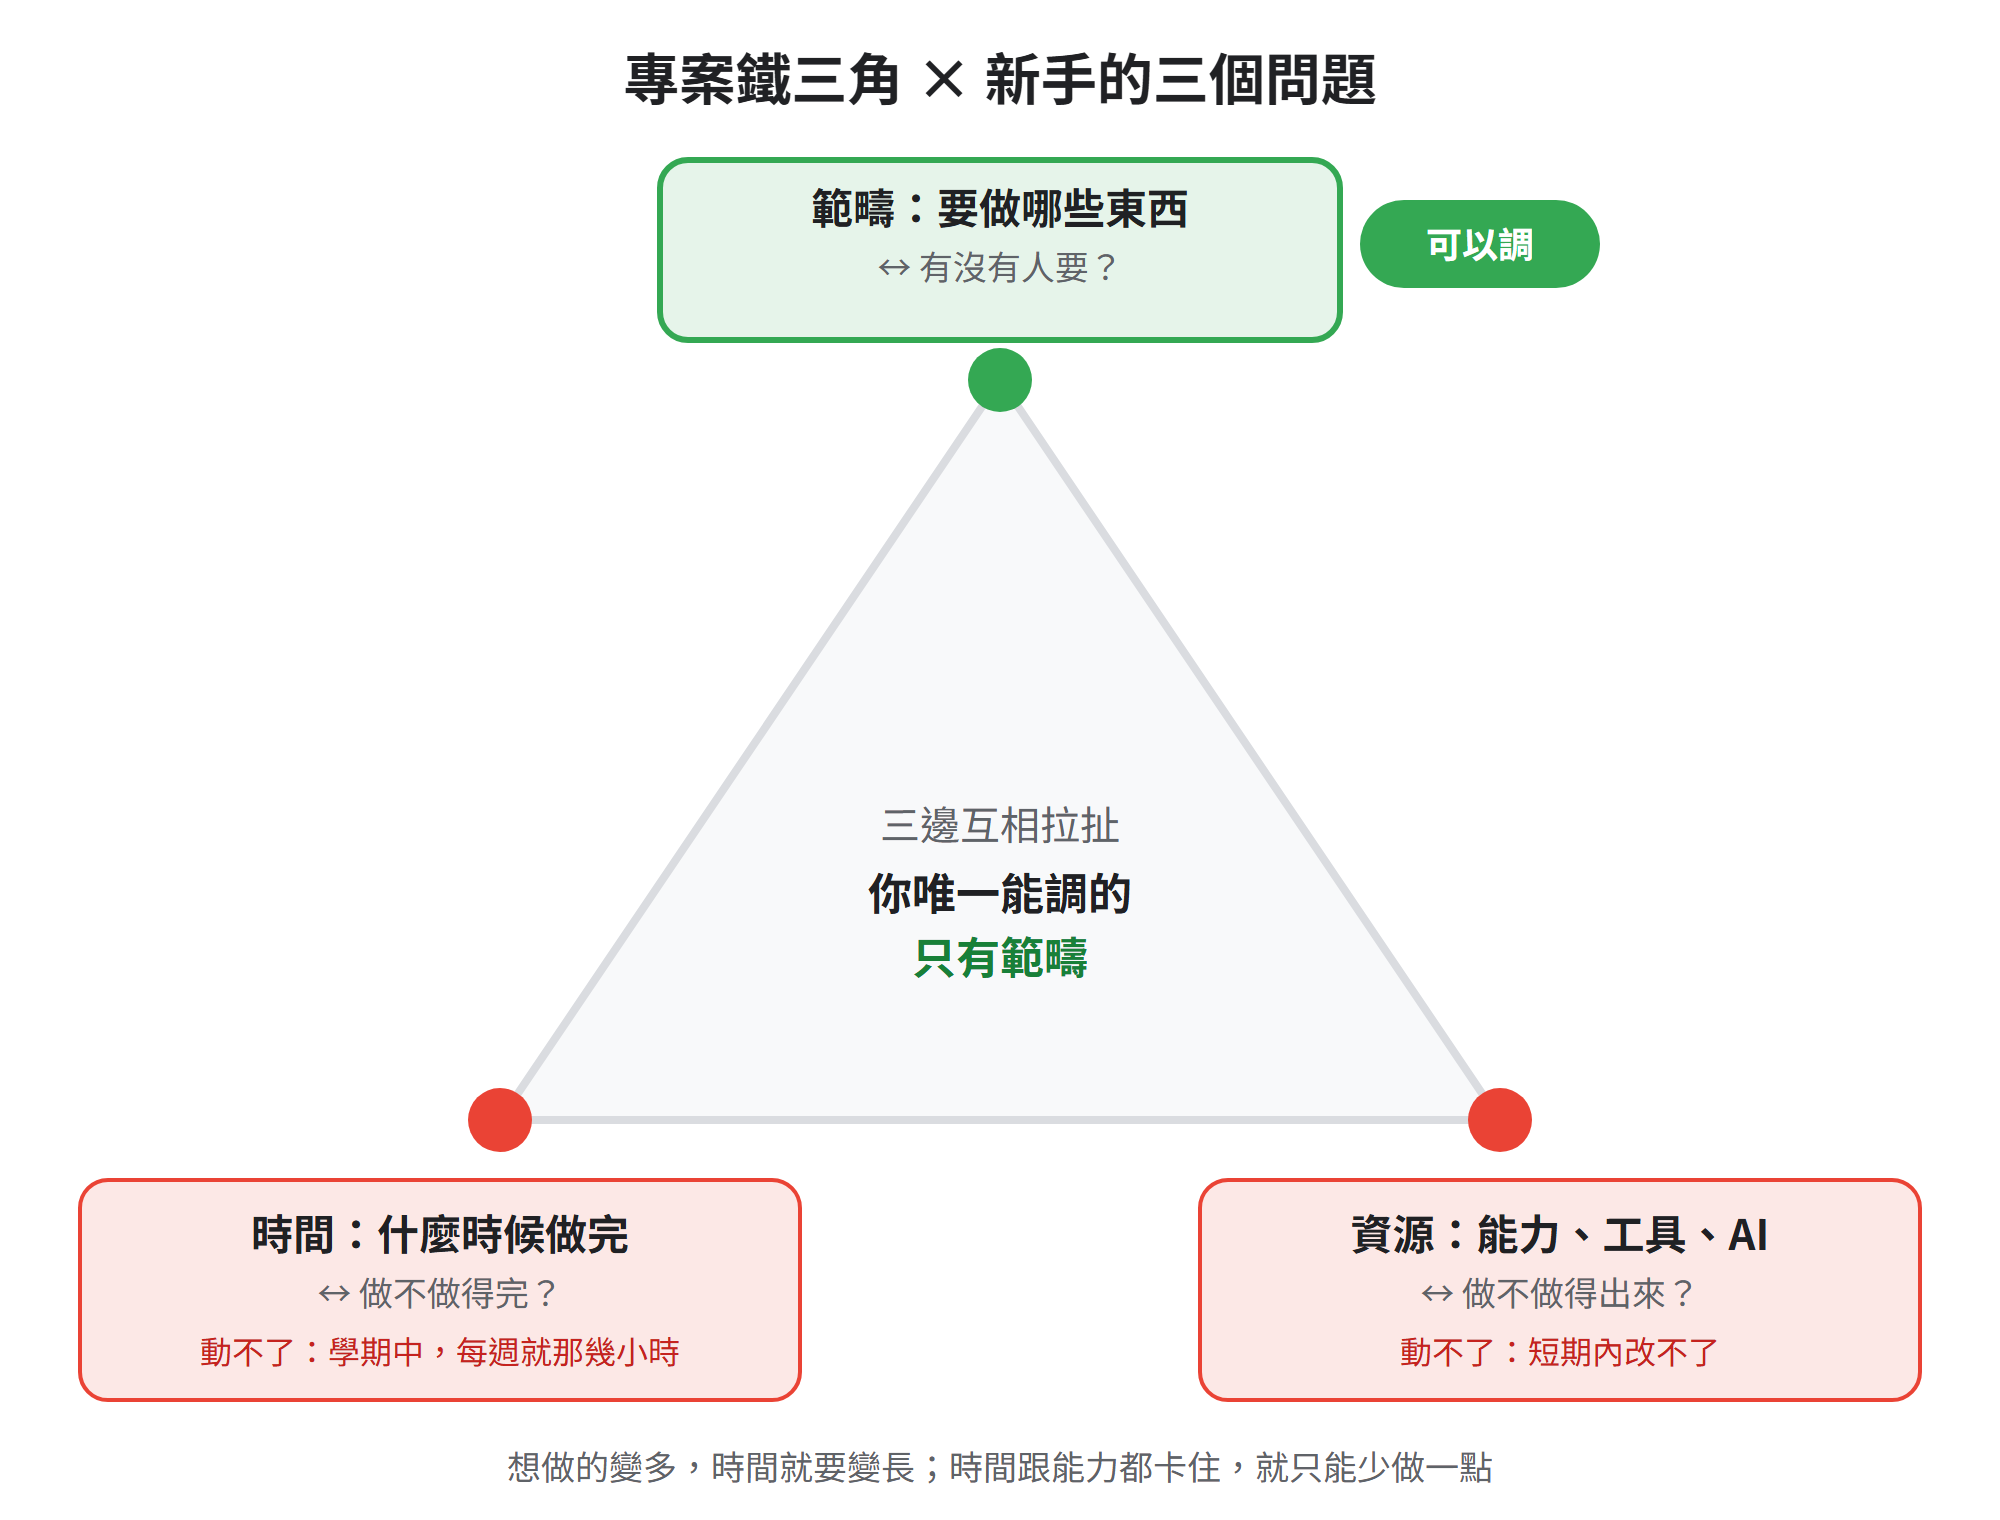 專案鐵三角 × 新手的三個問題
範疇：要做哪些東西
↔ 有沒有人要？
可以調
三邊互相拉扯
你唯一能調的
只有範疇
時間：什麼時候做完
↔ 做不做得完？
動不了：學期中，每週就那幾小時
資源：能力、工具、AI
↔ 做不做得出來？
動不了：短期內改不了
想做的變多，時間就要變長；時間跟能力都卡住，就只能少做一點